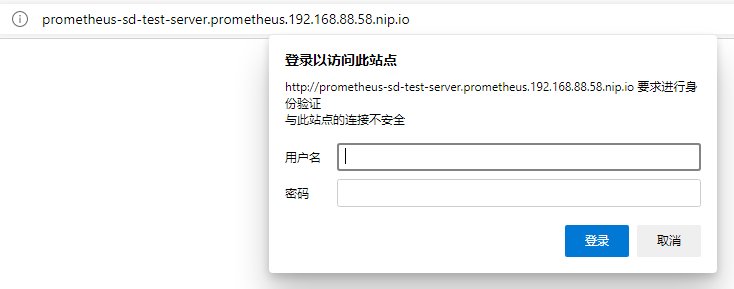 prometheus-sd-test-server.prometheus.192.168.88.58.nip.io
登录以访问此站点
http://prometheus-sd-test-server.prometheus.192.168.88.58.nip.io 要求进行身
份验证
与此站点的连接不安全
用户名
密码
登录 取消